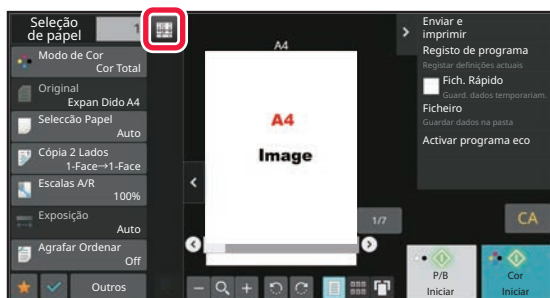 Seleção
de papel
1
Modo de Cor
Cor Total
Original
Expan Dido A4
Seleccão Papel
Auto
Cópia 2 Lados
1-Face→1-Face
Escalas A/R
100%
Exposição
Auto
Agrafar Ordenar
Off
Outros
A4
A4
Image
1/7
Enviar e
imprimir
Registo de programa
Registar definições actuais
Fich. Rápido
Guard. dados temporariam.
Ficheiro
Guardar dados na pasta
Activar programa eco
CA
P/B
Iniciar
Cor
Iniciar